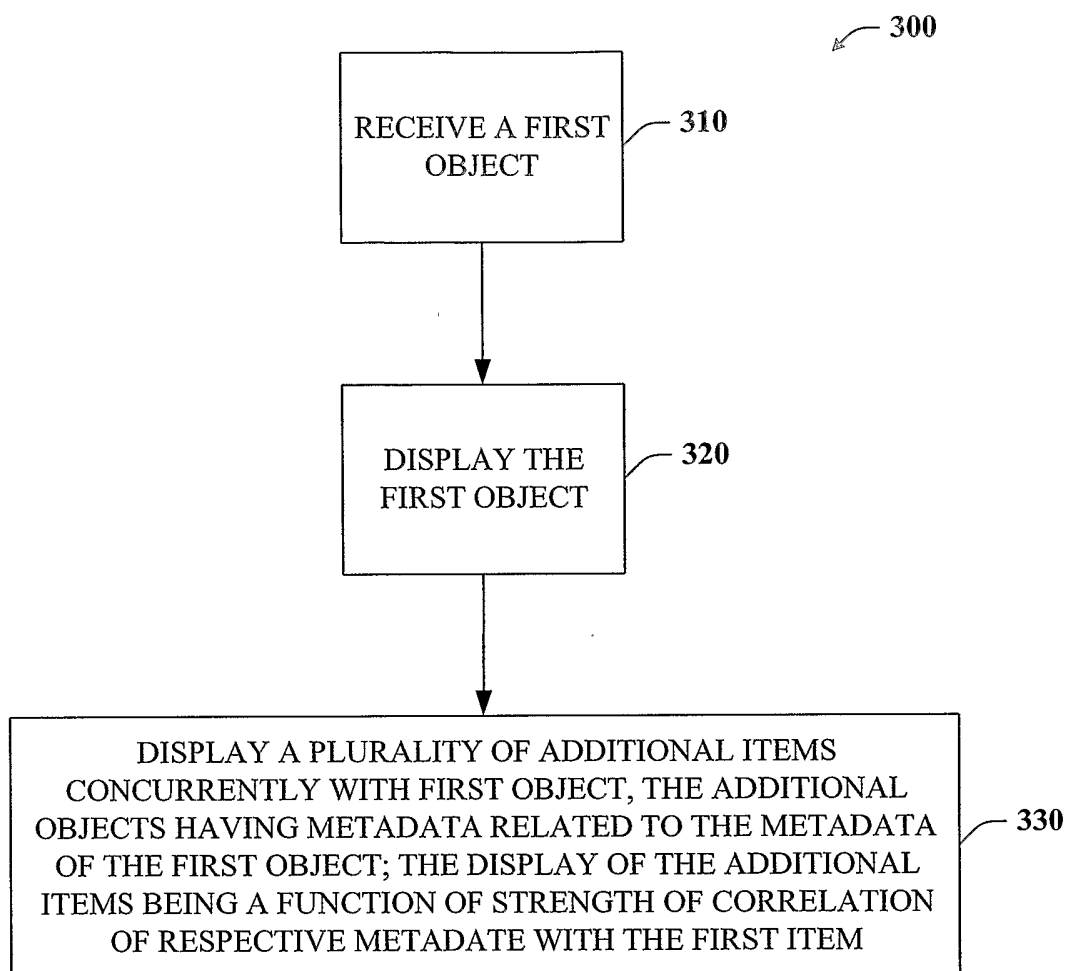 300
RECEIVE A FIRST
OBJECT
310
DISPLAY THE
FIRST OBJECT
320
DISPLAY A PLURALITY OF ADDITIONAL ITEMS
CONCURRENTLY WITH FIRST OBJECT, THE ADDITIONAL
OBJECTS HAVING METADATA RELATED TO THE METADATA
OF THE FIRST OBJECT; THE DISPLAY OF THE ADDITIONAL
ITEMS BEING A FUNCTION OF STRENGTH OF CORRELATION
OF RESPECTIVE METADATE WITH THE FIRST ITEM
330